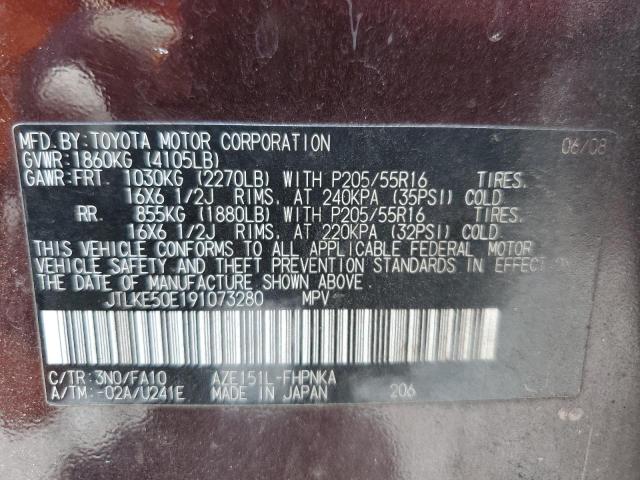 MFD.BY:TOYOTA MOTOR CORPORATION 06/08
GVWR:1860KG (4105LB)
GAWR:FRT 1030KG (2270LB) WITH P205/55R16 TIRES.
16X6 1/2J RIMS. AT 240KPA (35PSI) COLD
RR. 855KG (1880LB) WITH P205/55R16 TIRES.
16X6 1/2J RIMS. AT 220KPA (32PSI) COLD.
THIS VEHICLE CONFORMS TO ALL APPLICABLE FEDERAL MOTOR
VEHICLE SAFETY AND THEFT PREVENTION STANDARDS IN EFFECT ON
THE DATE OF MANUFACTURE SHOWN ABOVE.
JTLKE50E191073280 MPV
C/TR:3N0/FA10 AZE151L-FHPNKA
A/TM:-02A/U241E MADE IN JAPAN 206